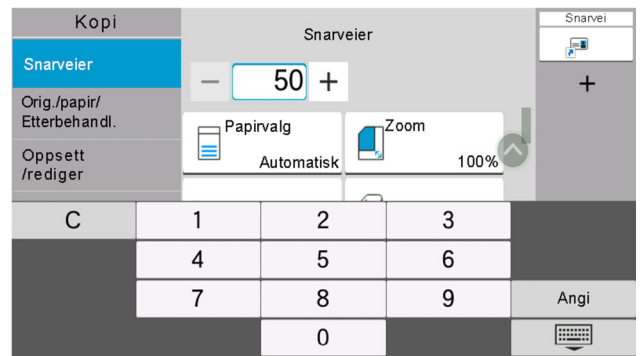 Kopi
Snarveier
Snarvei
Snarveier
− 50 +
+
Orig./papir/
Etterbehandl.
Papirvalg
Automatisk
Zoom
100%
Oppsett
/rediger
C 1 2 3
4 5 6
7 8 9 Angi
0